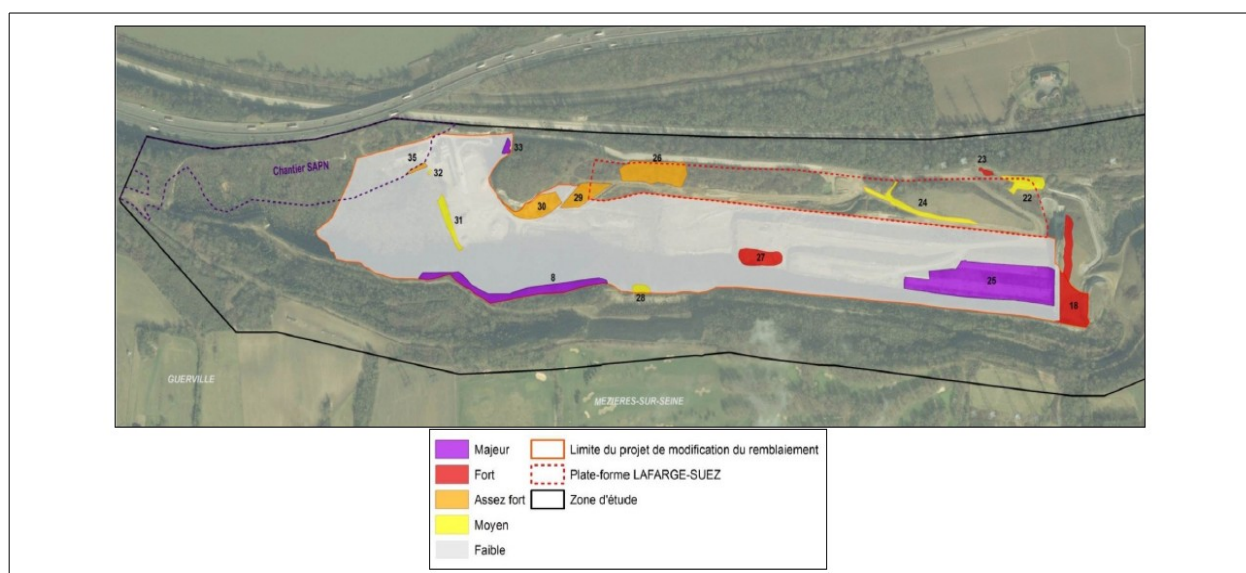 Chantier SAPN
35
32
33
26
23
22
24
29
30
31
27
25
8
28
16
GUERVILLE
MEZIERES-SUR-SEINE
Majeur
Limite du projet de modification du remblaiement
Fort
Plate-forme LAFARGE-SUEZ
Assez fort
Zone d'étude
Moyen
Faible